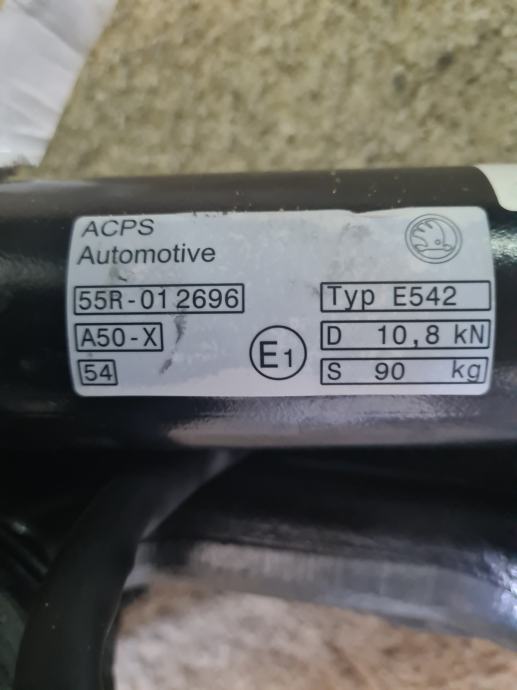 ACPS
Automotive
55R-01 2696
A50-X
54
E1
Typ E542
D 10,8 kN
S 90 kg